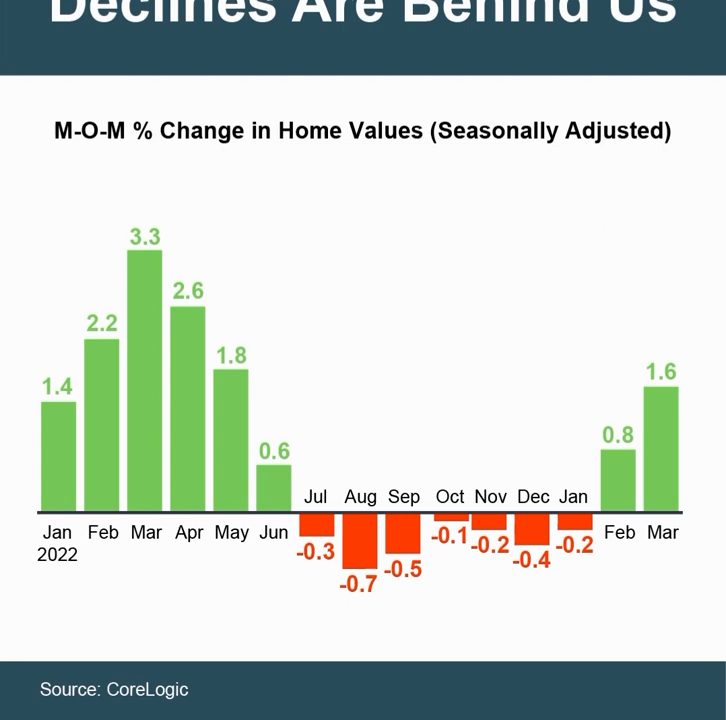 Declines Are Behind Us
M-O-M % Change in Home Values (Seasonally Adjusted)
3.3
2.6
2.2
1.8
1.6
1.4
0.8
0.6
Jul Aug Sep Oct Nov Dec Jan
Jan Feb Mar Apr May Jun
2022
Feb Mar
-0.3 -0.7 -0.5 -0.1 -0.2 -0.4 -0.2
Source: CoreLogic